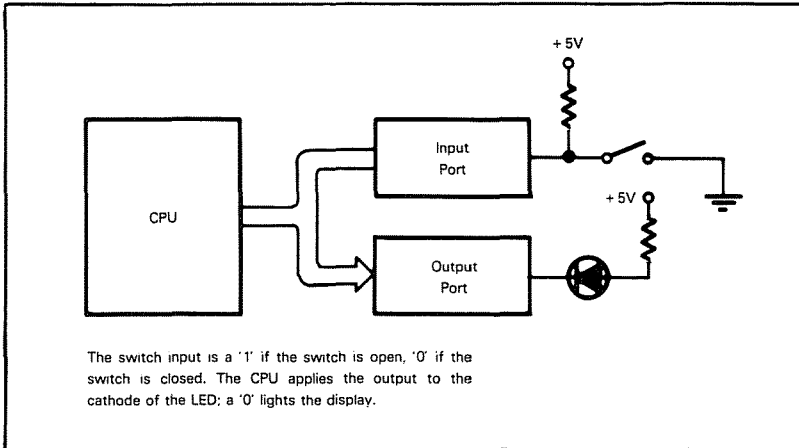 + 5V
Input
Port
CPU
+ 5V
Output
Port
The switch input is a '1' if the switch is open, '0' if the
switch is closed. The CPU applies the output to the
cathode of the LED; a '0' lights the display.